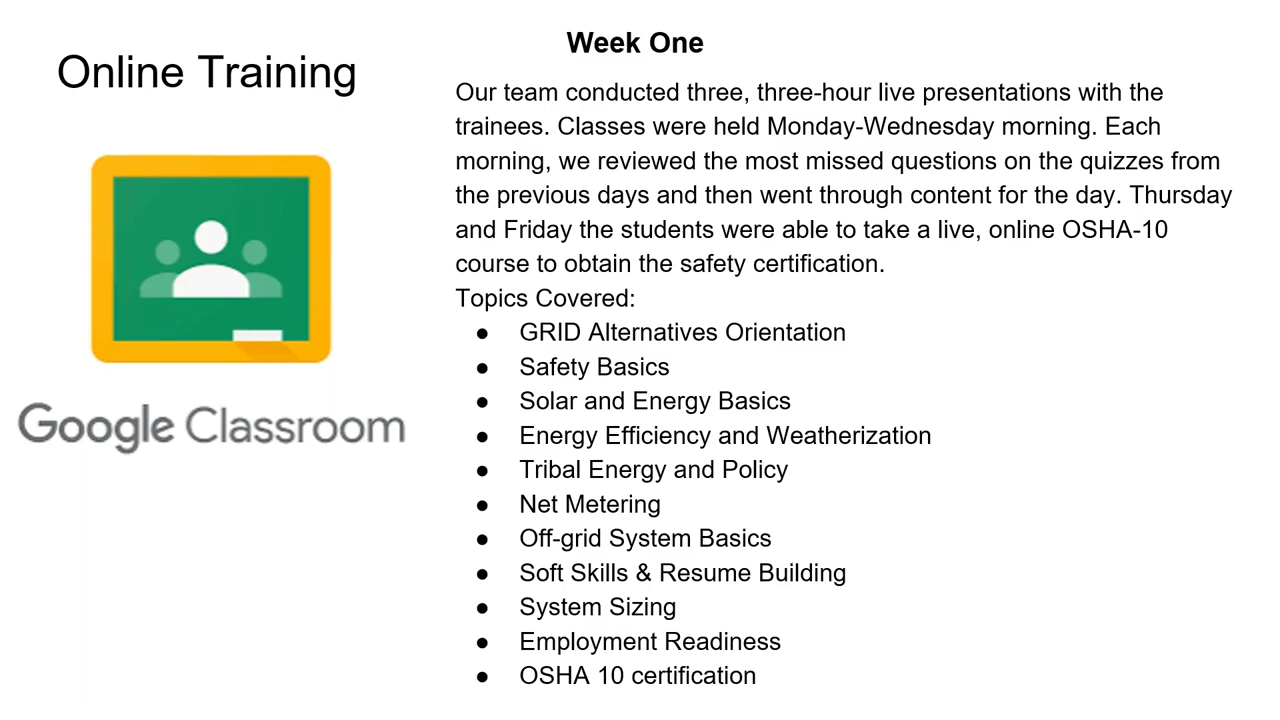 Online Training
Google Classroom
Week One
Our team conducted three, three-hour live presentations with the
trainees. Classes were held Monday-Wednesday morning. Each
morning, we reviewed the most missed questions on the quizzes from
the previous days and then went through content for the day. Thursday
and Friday the students were able to take a live, online OSHA-10
course to obtain the safety certification.
Topics Covered:
● GRID Alternatives Orientation
● Safety Basics
● Solar and Energy Basics
● Energy Efficiency and Weatherization
● Tribal Energy and Policy
● Net Metering
● Off-grid System Basics
● Soft Skills & Resume Building
● System Sizing
● Employment Readiness
● OSHA 10 certification